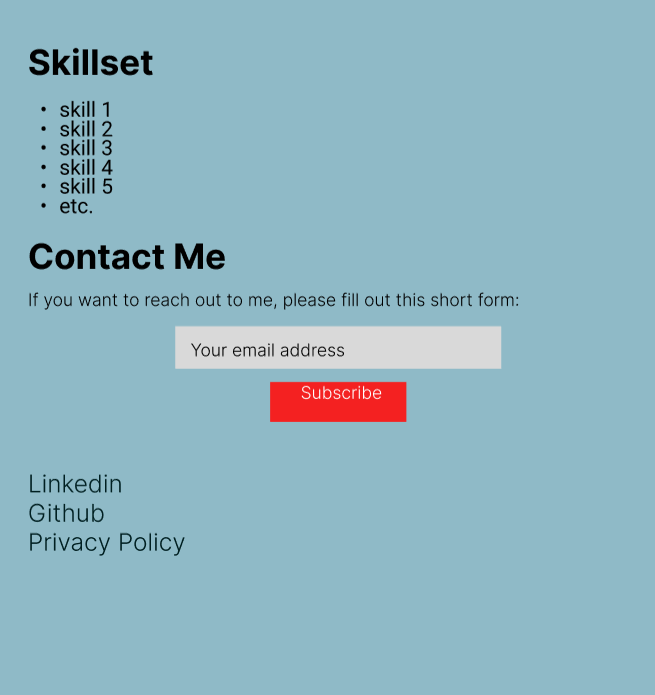 Skillset
• skill 1
• skill 2
• skill 3
• skill 4
• skill 5
• etc.
Contact Me
If you want to reach out to me, please fill out this short form:
Your email address
Subscribe
Linkedin
Github
Privacy Policy